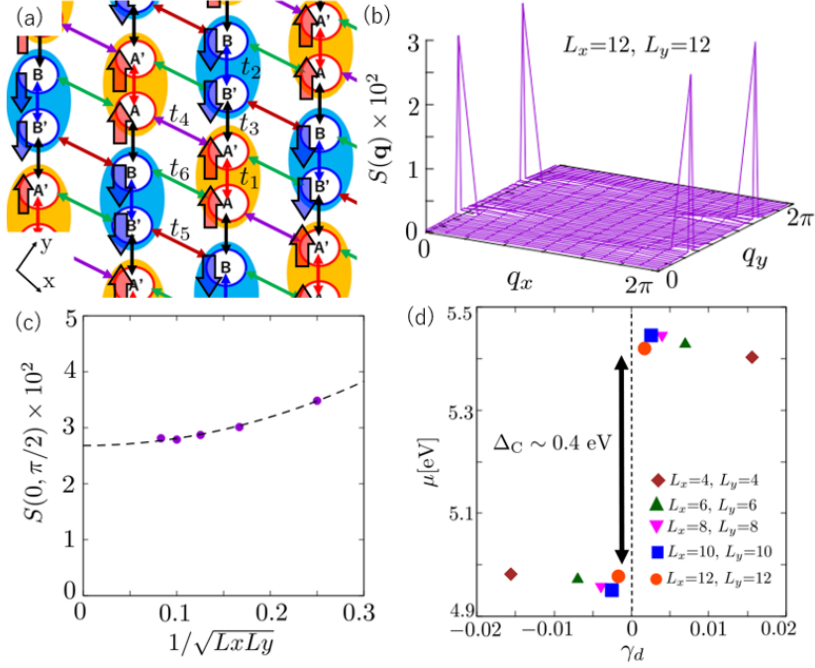 (a)
A' B A'
B t₂ A
A' B'
B' A t₄ t₃ B
A' B t₆ A t₁ B'
B' t₅ A A'
y
x
A' B A
(b)
Lx=12, Ly=12
S(q) × 10²
3
2
1
0
0 qx 2π
0 qy 2π
(c)
S(0, π/2) × 10²
5
4
3
2
1
0
0 0.1 0.2 0.3
1/√LxLy
(d)
μ[eV]
5.5
5.3
5.1
4.9
ΔC ∼ 0.4 eV
Lx=4, Ly=4
Lx=6, Ly=6
Lx=8, Ly=8
Lx=10, Ly=10
Lx=12, Ly=12
−0.02 −0.01 0 0.01 0.02
γd